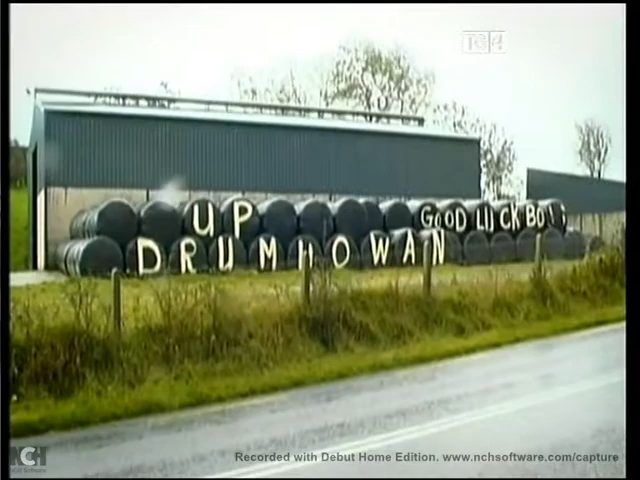 TG4
UP
GOOD LUCK BO
DRUMHOWAN
NCH
Recorded with Debut Home Edition. www.nchsoftware.com/capture